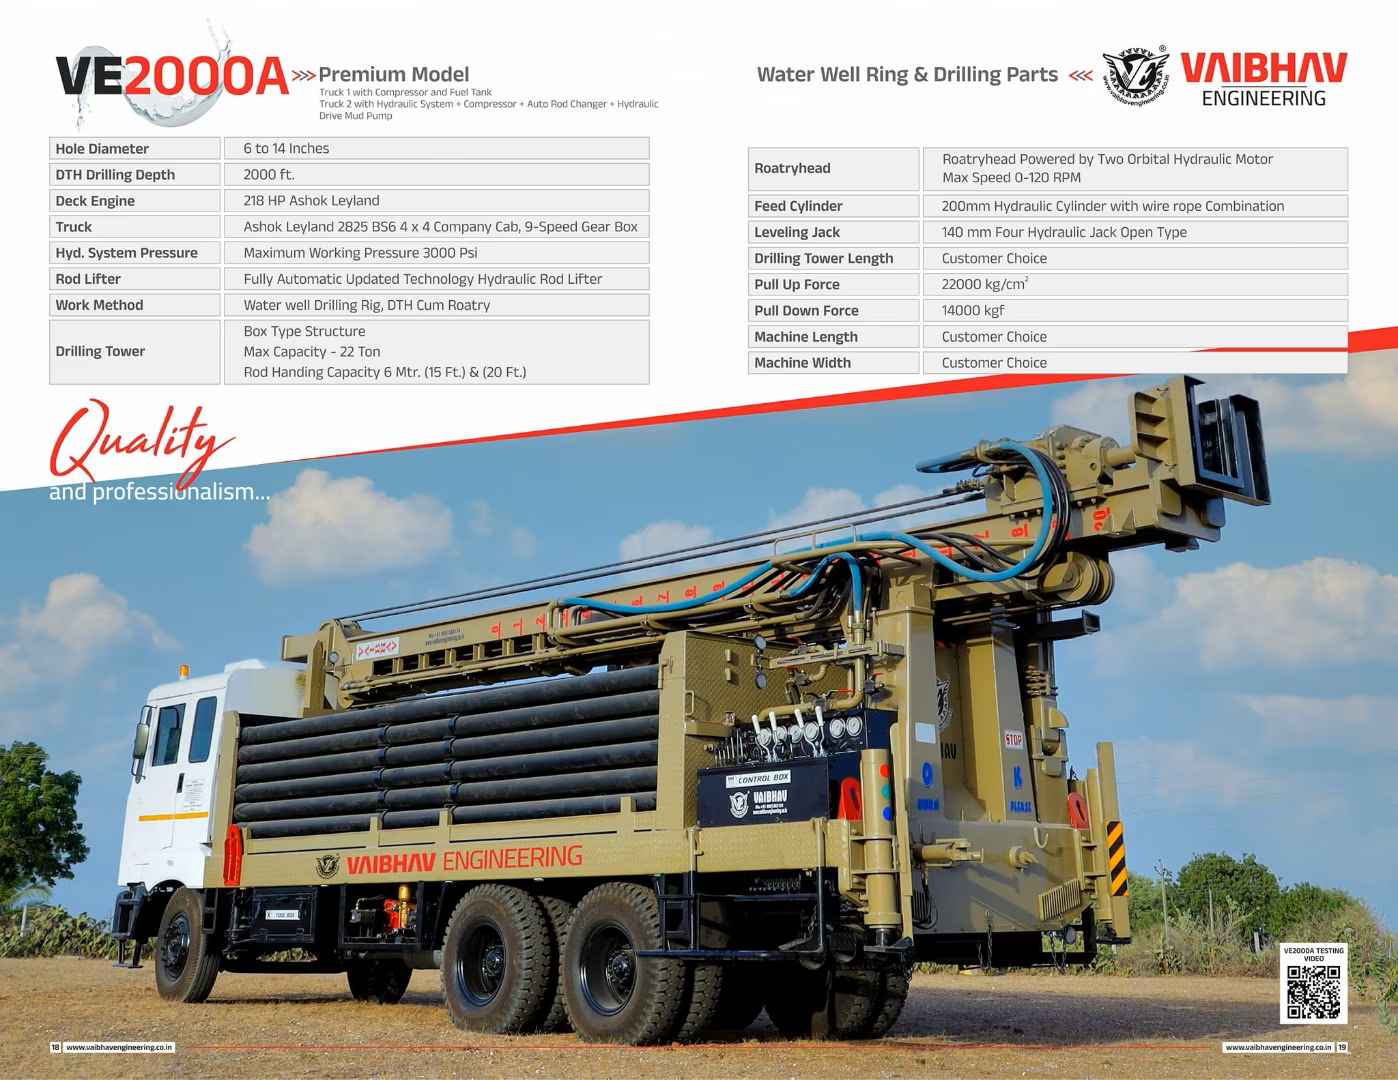 VE2000A >>> Premium Model
Truck 1 with Compressor and Fuel Tank
Truck 2 with Hydraulic System + Compressor + Auto Rod Changer + Hydraulic
Drive Mud Pump
Hole Diameter 6 to 14 Inches
DTH Drilling Depth 2000 ft.
Deck Engine 218 HP Ashok Leyland
Truck Ashok Leyland 2825 BS6 4 x 4 Company Cab, 9-Speed Gear Box
Hyd. System Pressure Maximum Working Pressure 3000 Psi
Rod Lifter Fully Automatic Updated Technology Hydraulic Rod Lifter
Work Method Water well Drilling Rig, DTH Cum Roatry
Drilling Tower
Box Type Structure
Max Capacity - 22 Ton
Rod Handing Capacity 6 Mtr. (15 Ft.) & (20 Ft.)
Water Well Ring & Drilling Parts <<<
www.vaibhavengineering.co.in
®
VAIBHAV
ENGINEERING
Roatryhead
Roatryhead Powered by Two Orbital Hydraulic Motor
Max Speed 0-120 RPM
Feed Cylinder 200mm Hydraulic Cylinder with wire rope Combination
Leveling Jack 140 mm Four Hydraulic Jack Open Type
Drilling Tower Length Customer Choice
Pull Up Force 22000 kg/cm²
Pull Down Force 14000 kgf
Machine Length Customer Choice
Machine Width Customer Choice
Quality
and professionalism...
VAIBHAV
STOP
CONTROL BOX
VAIBHAV
O
HORN
K
PLEASE
VAIBHAV ENGINEERING
TOOL BOX
VE2000A TESTING
VIDEO
18 www.vaibhavengineering.co.in
www.vaibhavengineering.co.in 19